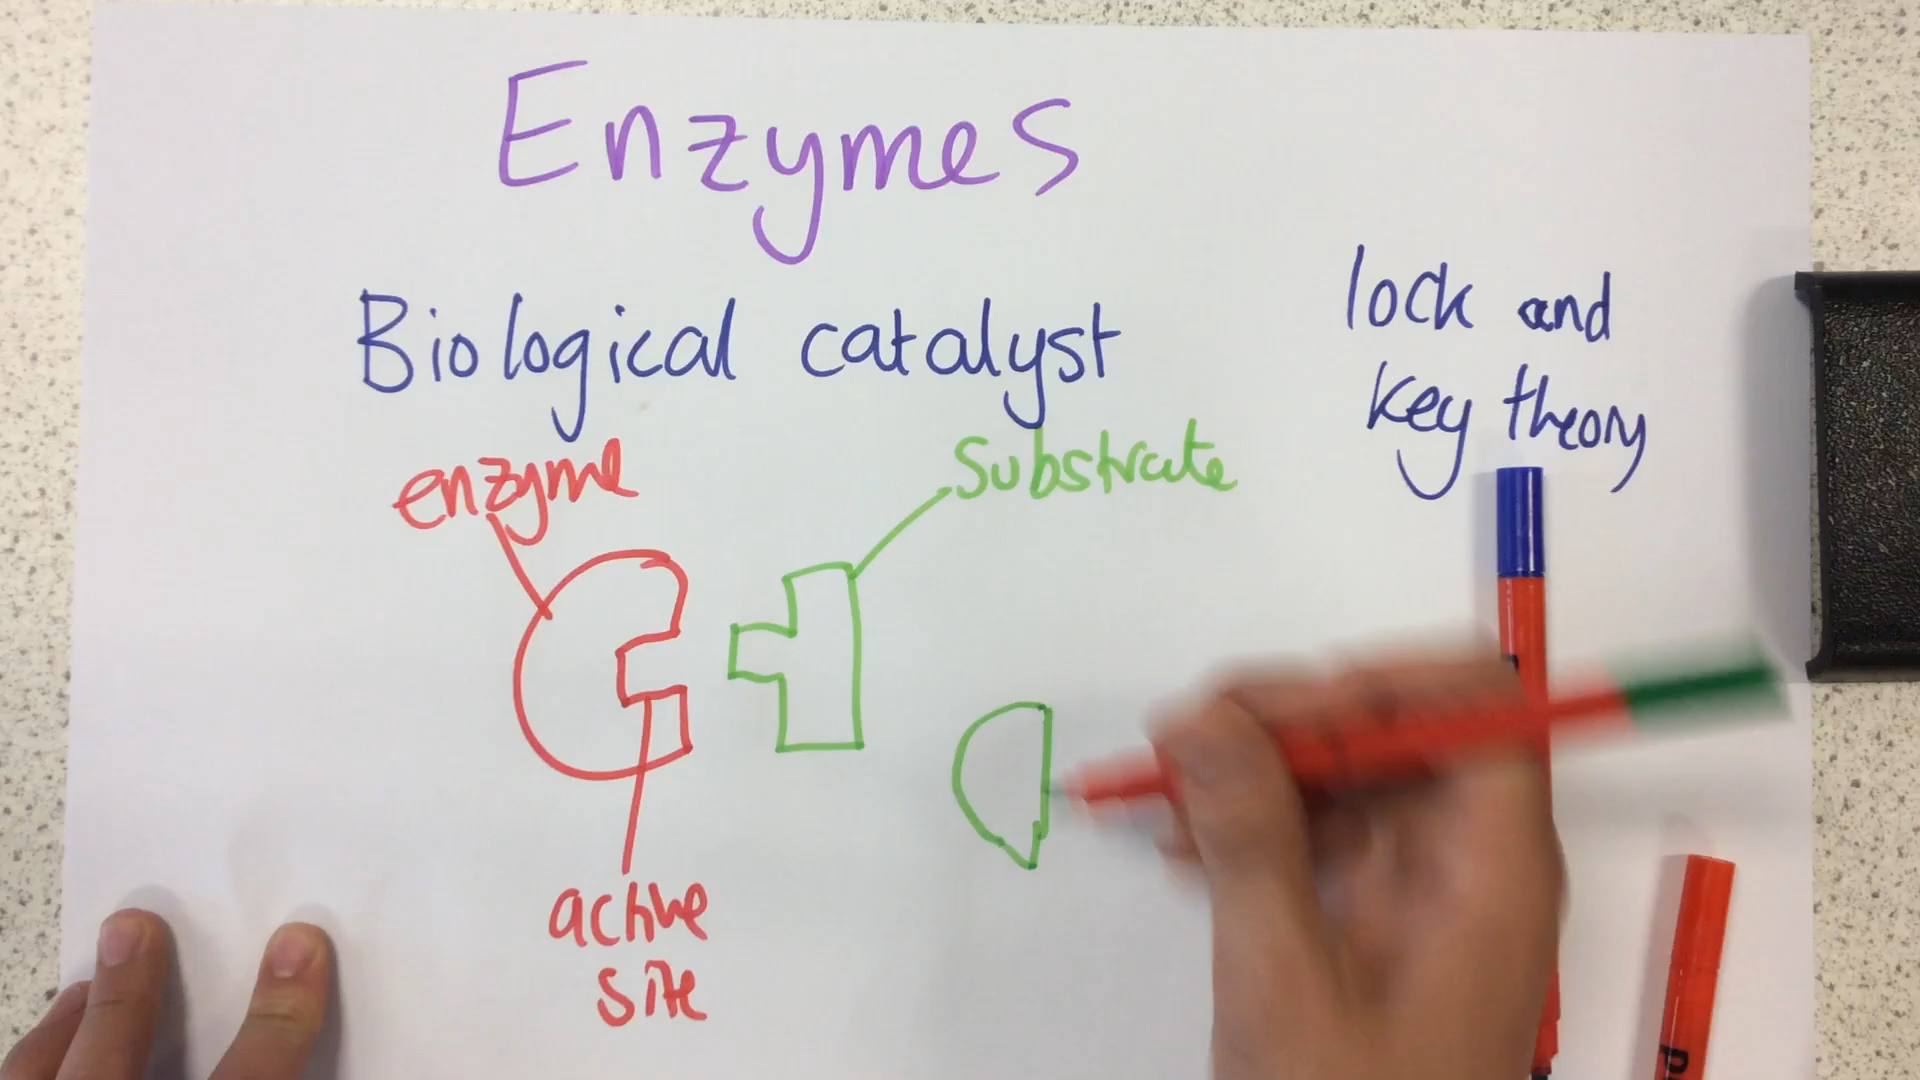 Enzymes
Biological catalyst
lock and
key theory
enzyme
Substrate
active
site